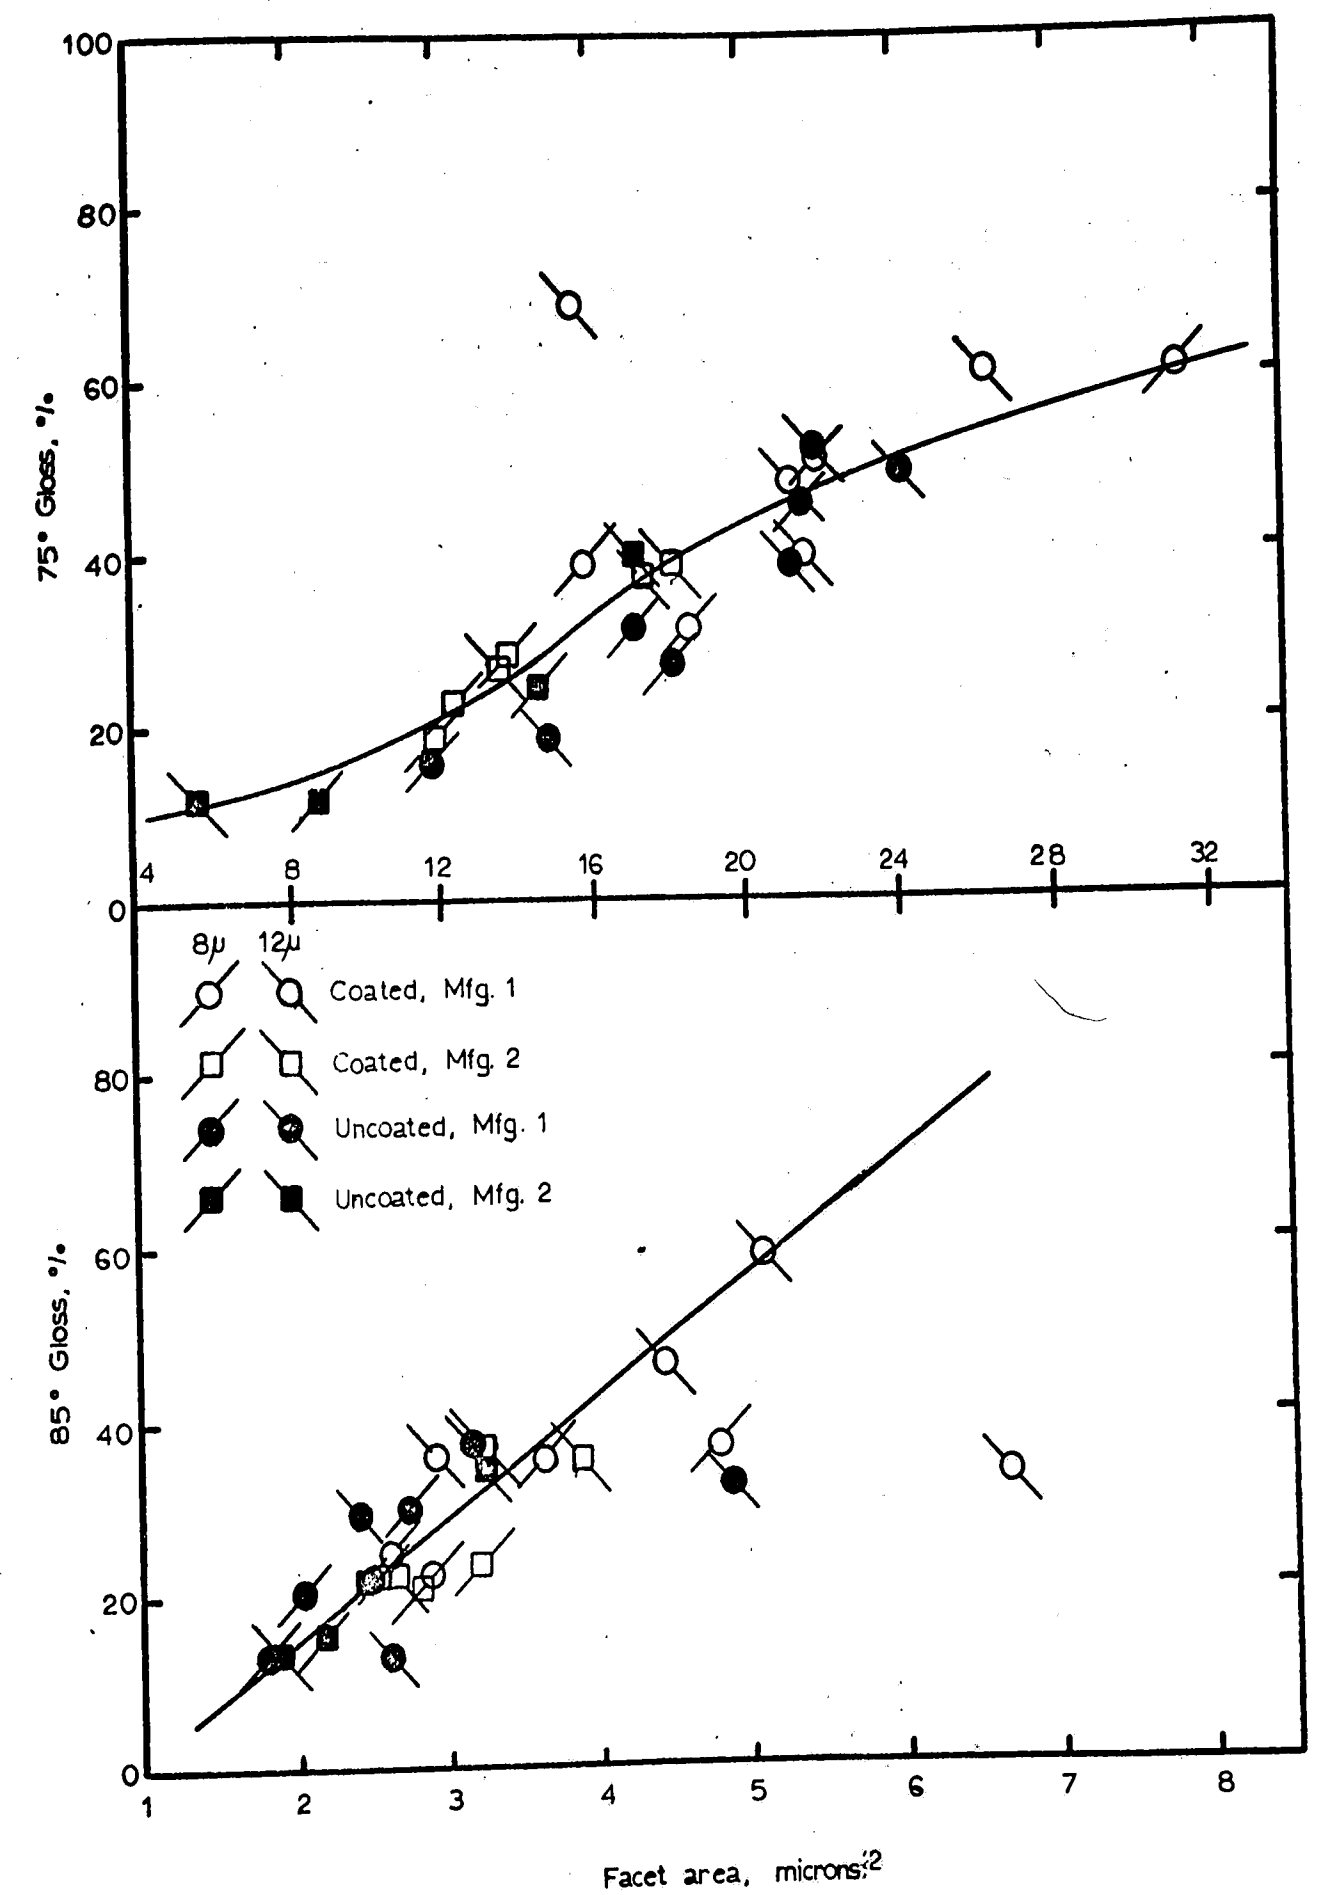 100
80
60
40
20
0
75° Gloss, %
4 8 12 16 20 24 28 32
8μ 12μ
Coated, Mfg. 1
Coated, Mfg. 2
Uncoated, Mfg. 1
Uncoated, Mfg. 2
80
60
40
20
0
85° Gloss, %
1 2 3 4 5 6 7 8
Facet area, microns²